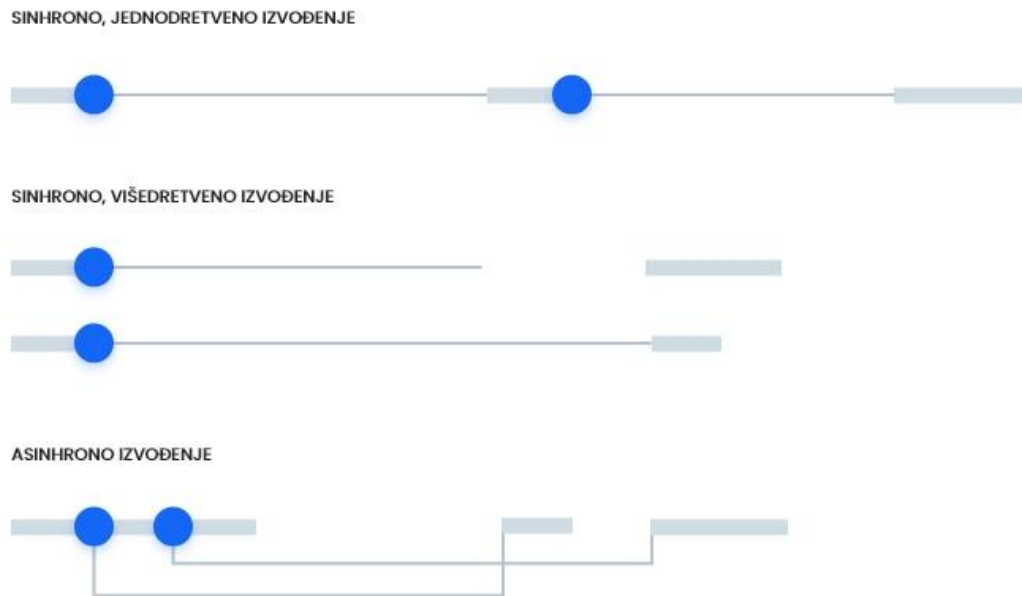 SINHRONO, JEDNODRETVENO IZVOĐENJE
SINHRONO, VIŠEDRETVENO IZVOĐENJE
ASINHRONO IZVOĐENJE